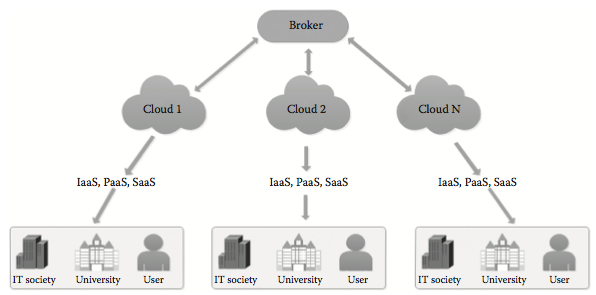 Broker
Cloud 1
Cloud 2
Cloud N
IaaS, PaaS, SaaS
IaaS, PaaS, SaaS
IaaS, PaaS, SaaS
IT society
University
User
IT society
University
User
IT society
University
User